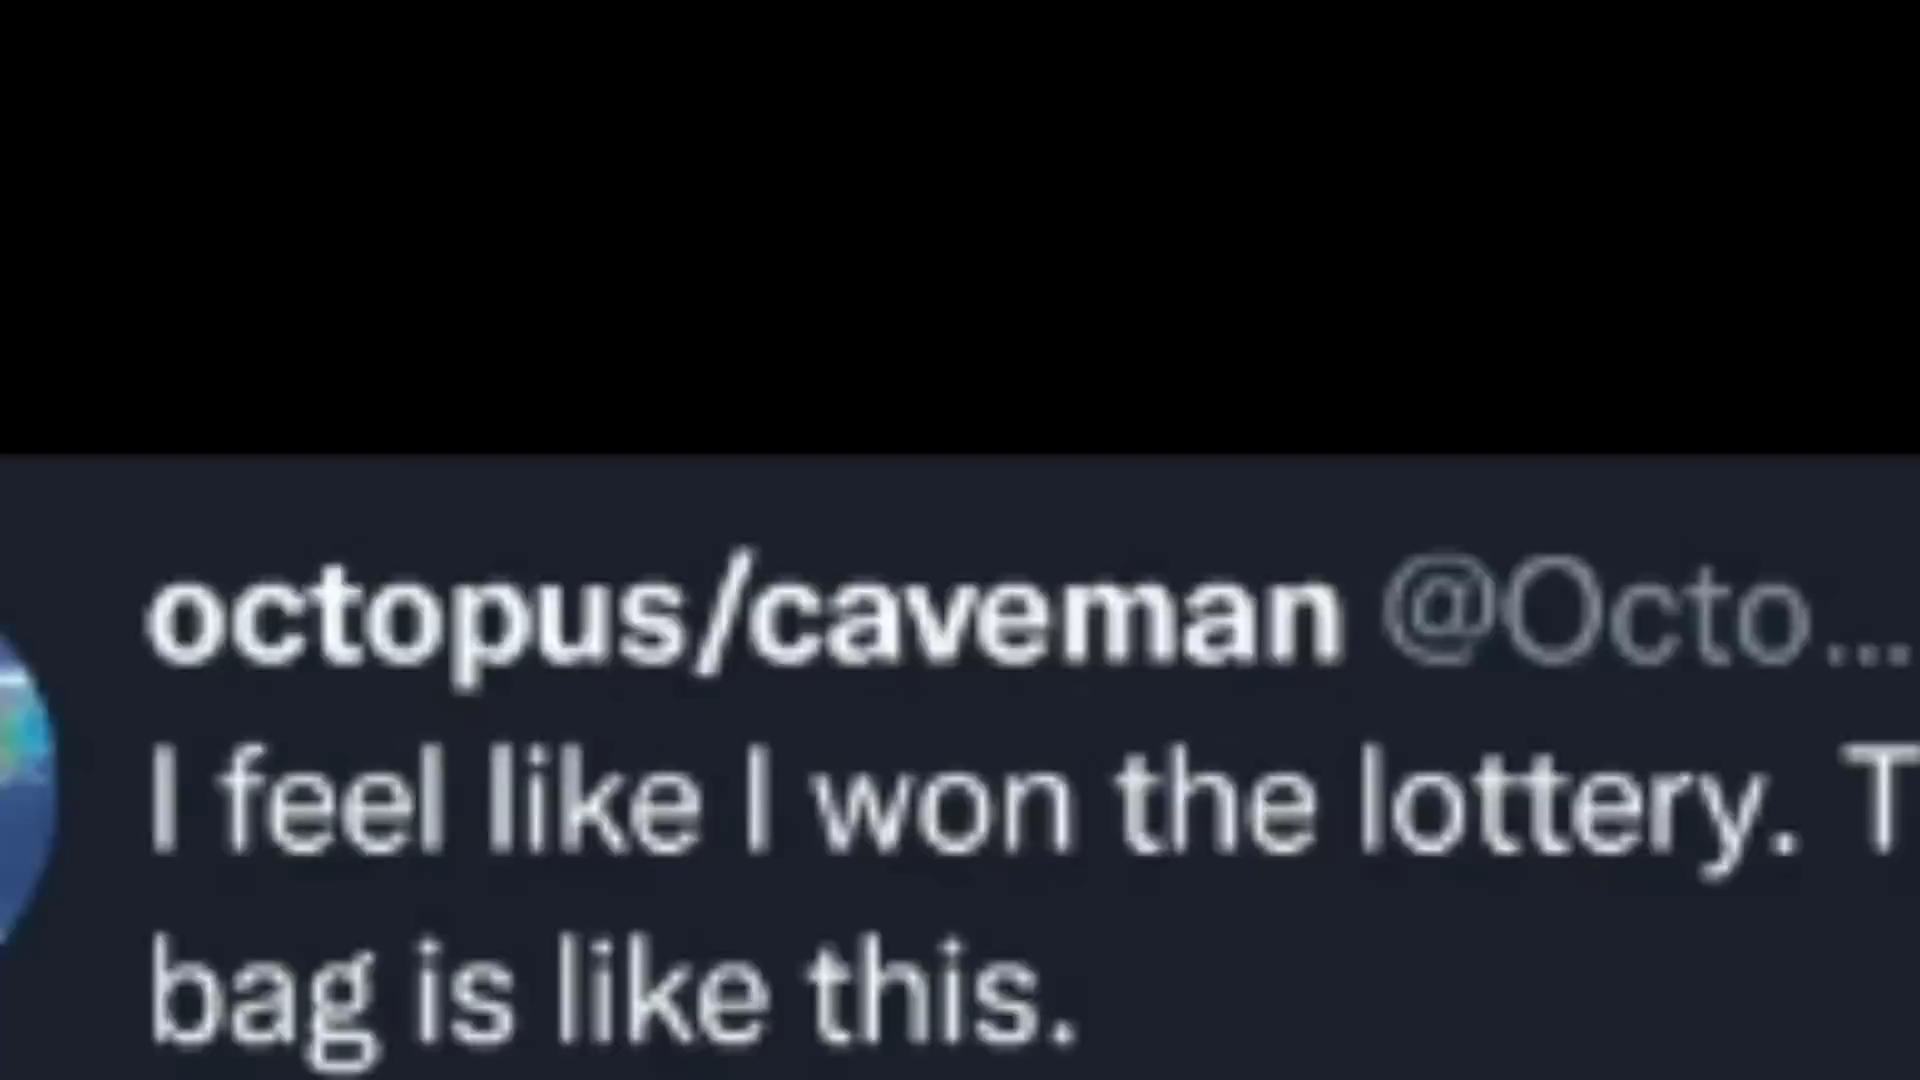 octopus/caveman @Octo...
I feel like I won the lottery. T
bag is like this.